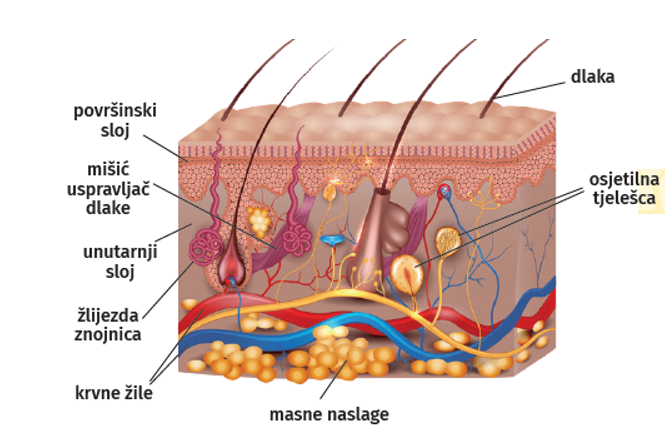 dlaka
površinski
sloj
mišić
uspravljač
dlake
osjetilna
tjelešca
unutarnji
sloj
žlijezda
znojnica
krvne žile
masne naslage